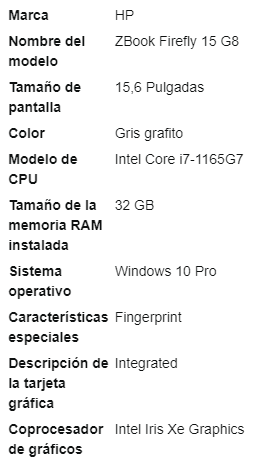 Marca HP
Nombre del ZBook Firefly 15 G8
modelo
Tamaño de 15,6 Pulgadas
pantalla
Color Gris grafito
Modelo de Intel Core i7-1165G7
CPU
Tamaño de la 32 GB
memoria RAM
instalada
Sistema Windows 10 Pro
operativo
Características Fingerprint
especiales
Descripción de Integrated
la tarjeta
gráfica
Coprocesador Intel Iris Xe Graphics
de gráficos